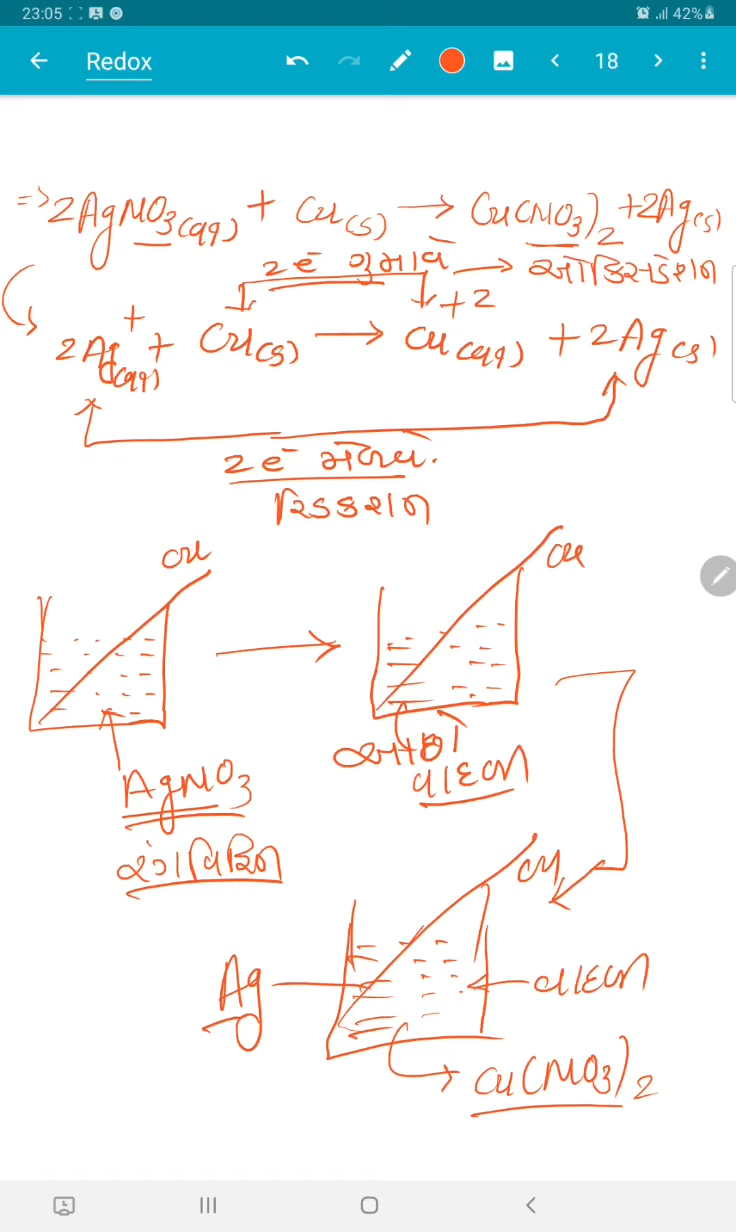 23:05 42%
Redox 18
=> 2AgNO3(aq) + Cu(s) → Cu(NO3)2 + 2Ag(s)
2e⁻ ગુમાવે → ઓક્સિડેશન
2Ag⁺(aq) + Cu(s) → Cu⁺²(aq) + 2Ag(s)
2e⁻ મેળવે.
રિડક્શન
Cu Cu
AgNO3 વાદળી
રંગવિહિન
Cu
Ag વાદળી
Cu(NO3)2